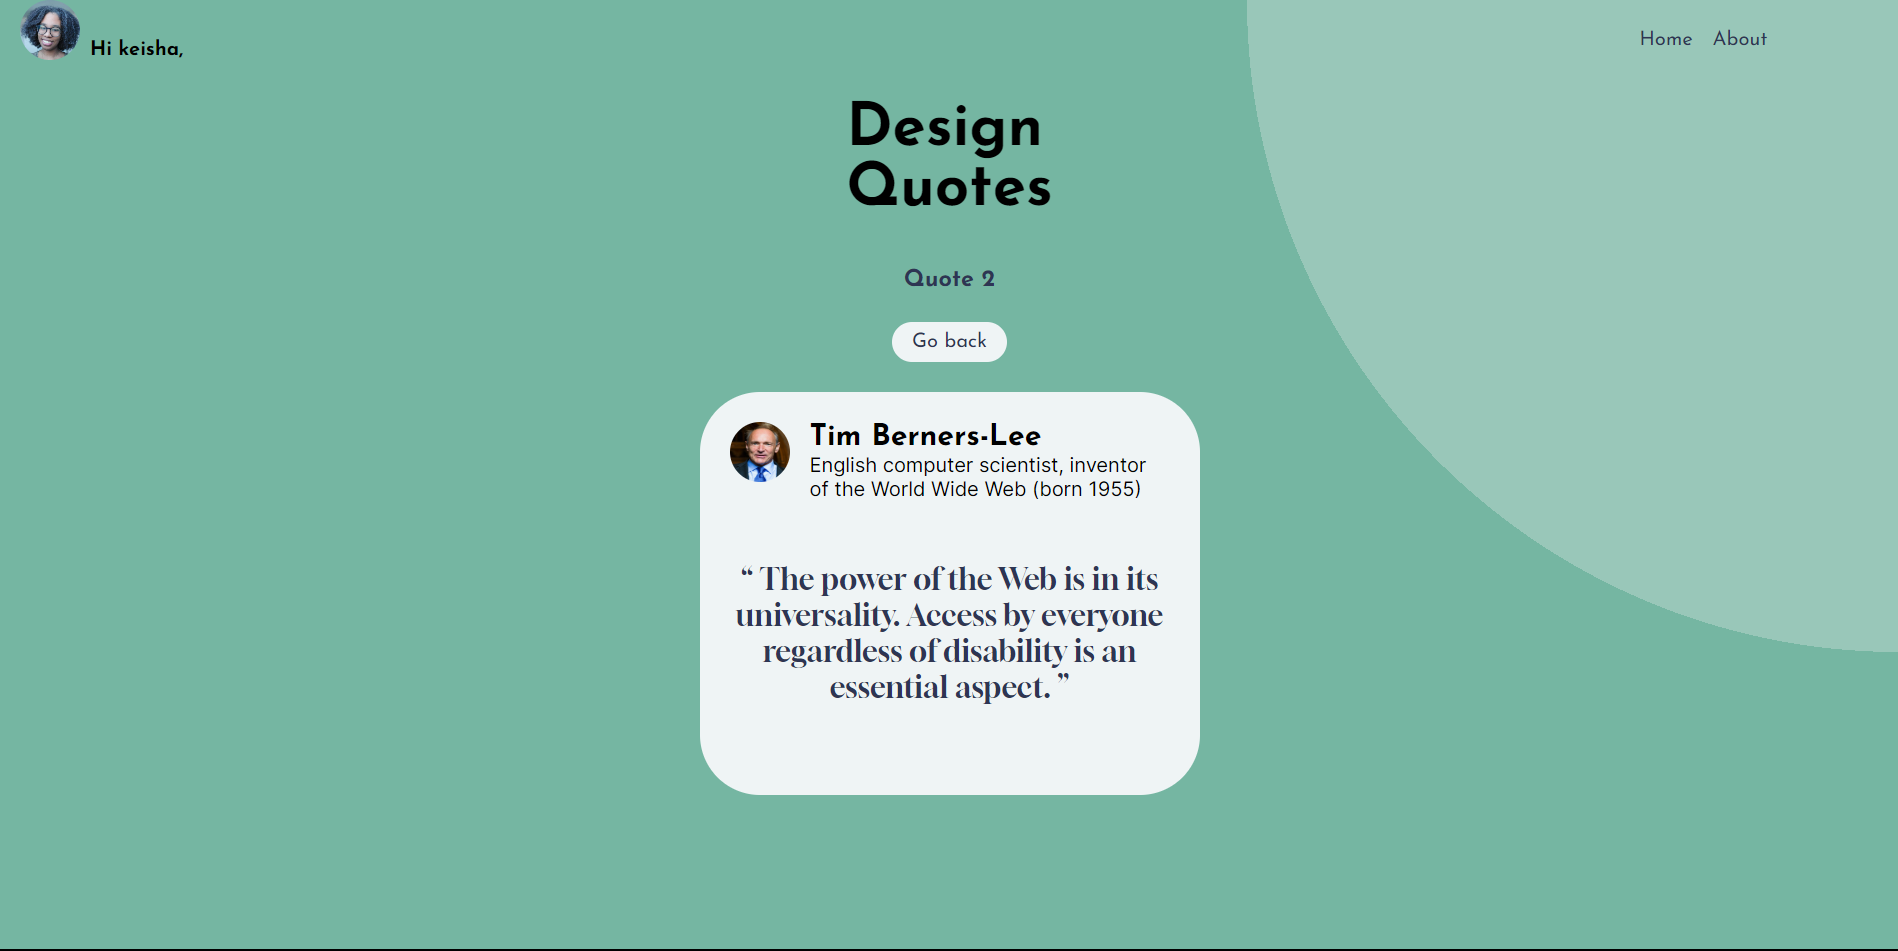 Hi keisha,
Home About
Design
Quotes
Quote 2
Go back
Tim Berners-Lee
English computer scientist, inventor
of the World Wide Web (born 1955)
“ The power of the Web is in its
universality. Access by everyone
regardless of disability is an
essential aspect. ”